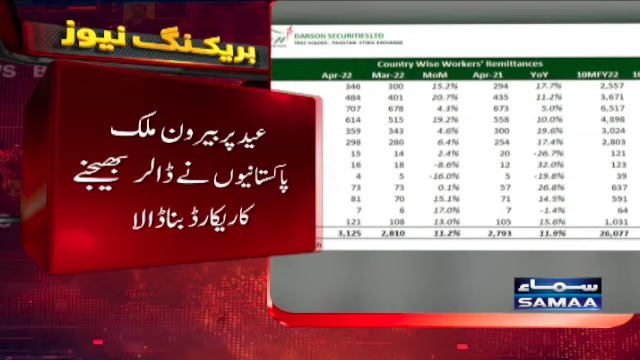 بریکنگ نیوز
عید پر بیرون ملک
پاکستانیوں نے ڈالر بھیجنے
کا ریکارڈ بنا ڈالا
DARSON SECURITIES LTD
TREC HOLDER: PAKISTAN STOCK EXCHANGE
Country Wise Workers' Remittances
Apr-22 Mar-22 MoM Apr-21 YoY 10MFY22
346 300 15.2% 294 17.7% 2,557
484 401 20.7% 435 11.2% 3,671
707 678 4.3% 673 5.0% 6,517
614 515 19.2% 558 10.0% 4,898
359 343 4.6% 300 19.6% 3,024
298 280 6.4% 254 17.4% 2,803
15 14 2.4% 20 -26.7% 121
16 18 -8.6% 12 32.0% 123
4 5 -16.0% 5 -19.8% 39
73 73 0.1% 57 26.8% 637
81 70 15.1% 71 14.5% 591
7 6 17.0% 7 -1.4% 64
121 108 13.0% 105 15.6% 1,031
3,125 2,810 11.2% 2,793 11.9% 26,077
سماء
SAMAA